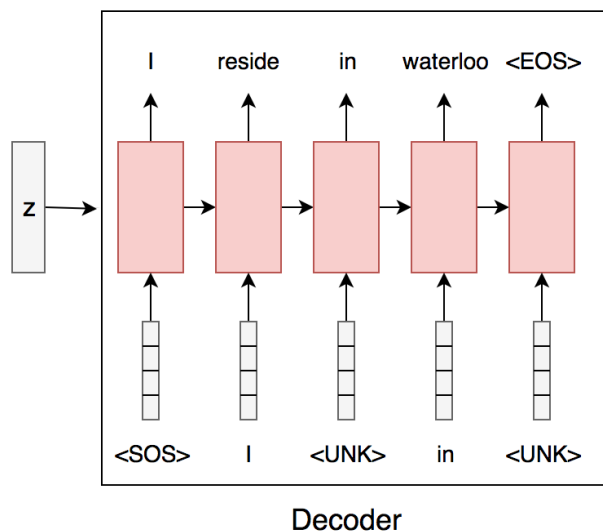 I reside in waterloo <EOS>
z
<SOS> I <UNK> in <UNK>
Decoder